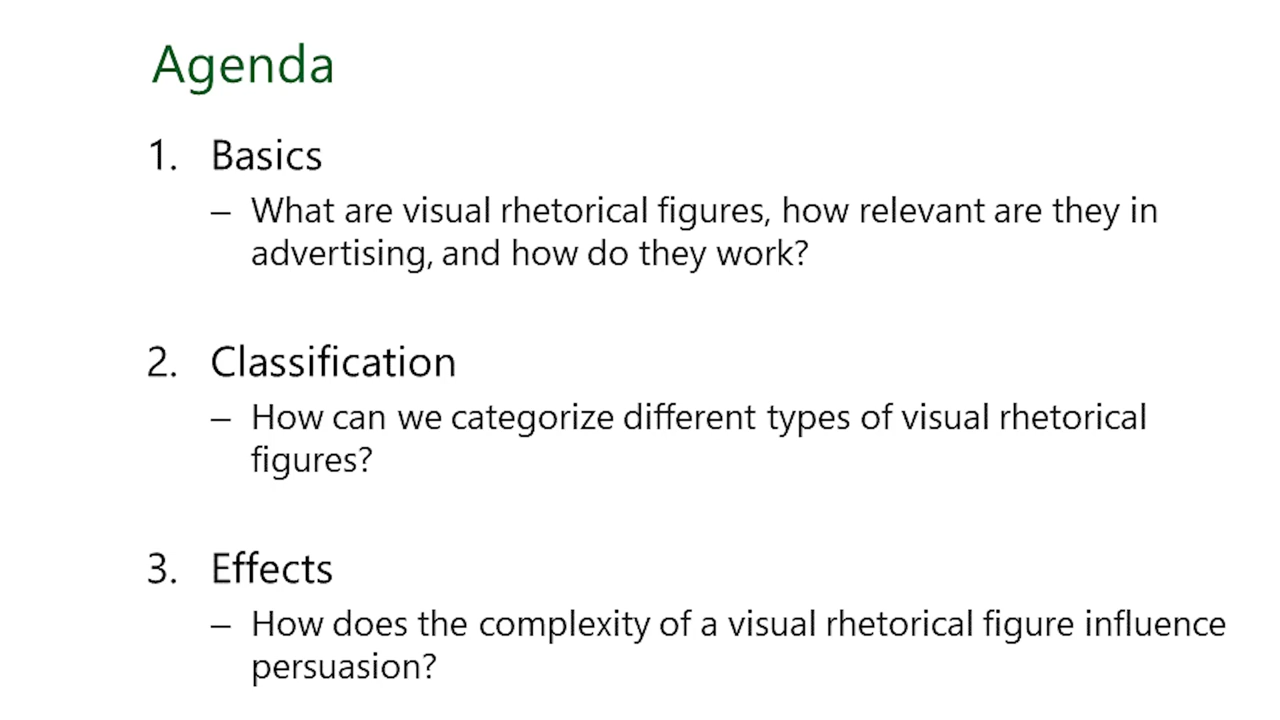 Agenda
1. Basics
– What are visual rhetorical figures, how relevant are they in
advertising, and how do they work?
2. Classification
– How can we categorize different types of visual rhetorical
figures?
3. Effects
– How does the complexity of a visual rhetorical figure influence
persuasion?